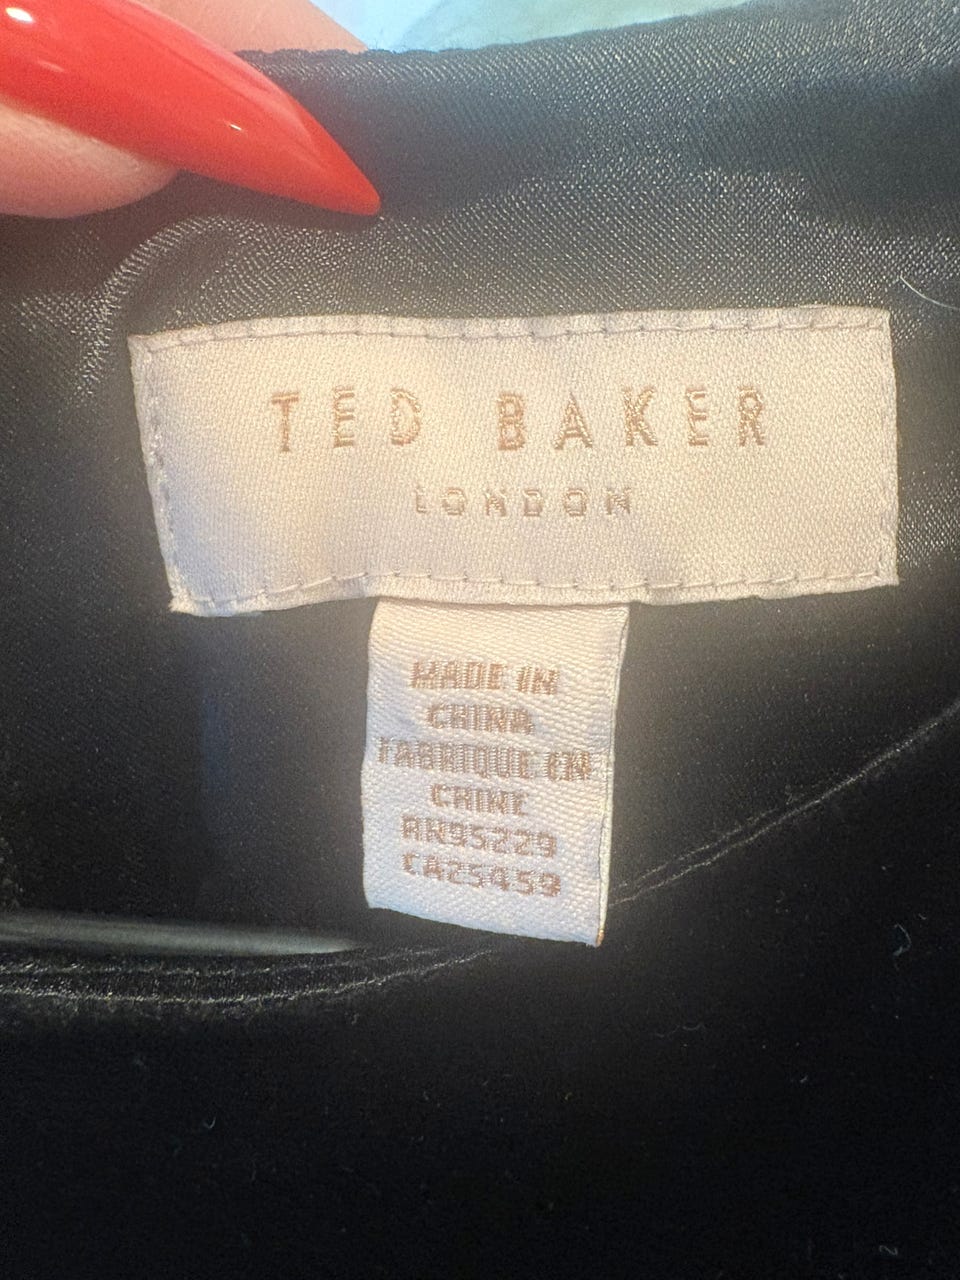 TED BAKER
LONDON
MADE IN
CHINA
FABRIQUE EN
CHINE
RN95229
CA25459